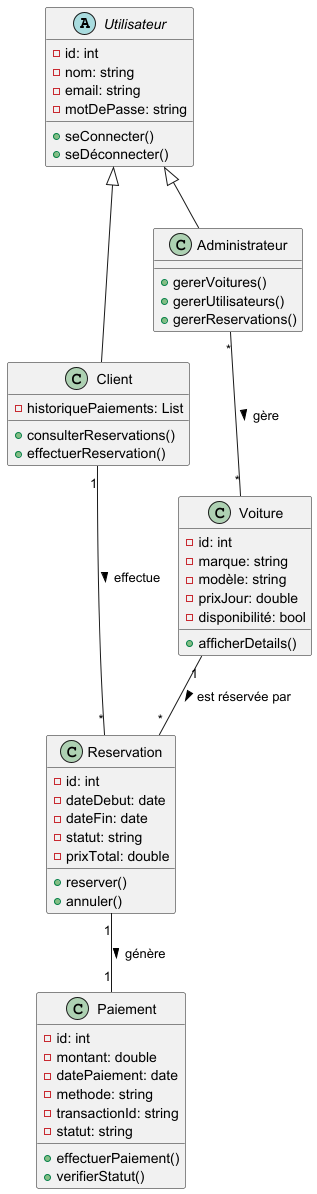 A Utilisateur
id: int
nom: string
email: string
motDePasse: string
seConnecter()
seDéconnecter()
C Administrateur
gererVoitures()
gererUtilisateurs()
gererReservations()
*
C Client
historiquePaiements: List
consulterReservations()
effectuerReservation()
gère
*
1
C Voiture
id: int
marque: string
modèle: string
prixJour: double
disponibilité: bool
afficherDetails()
effectue
1
est réservée par
*
*
C Reservation
id: int
dateDebut: date
dateFin: date
statut: string
prixTotal: double
reserver()
annuler()
1
génère
1
C Paiement
id: int
montant: double
datePaiement: date
methode: string
transactionId: string
statut: string
effectuerPaiement()
verifierStatut()